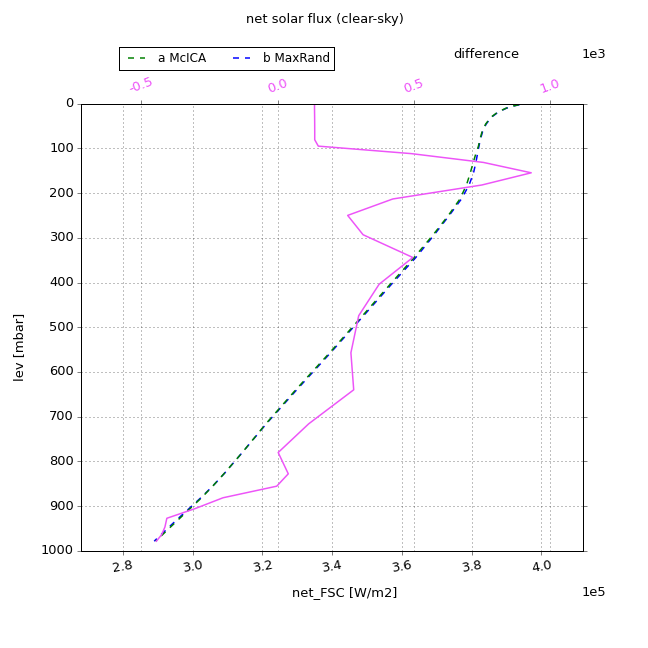 net solar flux (clear-sky)
a McICA b MaxRand difference 1e3
-0.5 0.0 0.5 1.0
0
100
200
300
400
500
600
700
800
900
1000
lev [mbar]
2.8 3.0 3.2 3.4 3.6 3.8 4.0
net_FSC [W/m2] 1e5